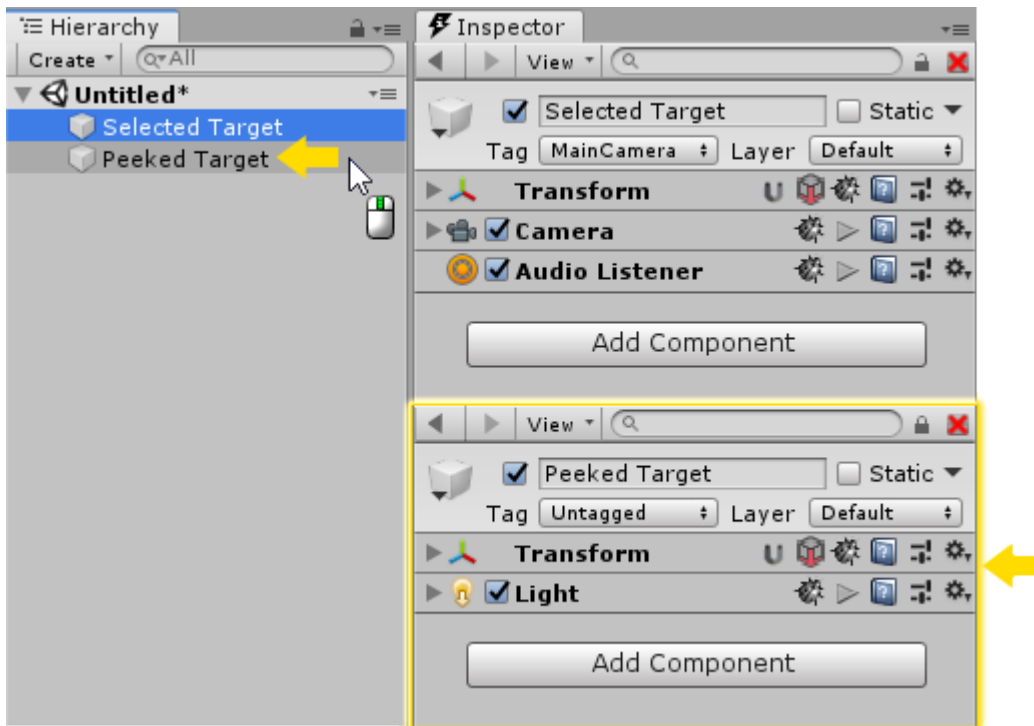 Hierarchy
Create All
Untitled*
Selected Target
Peeked Target
Inspector
View
Selected Target Static
Tag MainCamera Layer Default
Transform
Camera
Audio Listener
Add Component
View
Peeked Target Static
Tag Untagged Layer Default
Transform
Light
Add Component